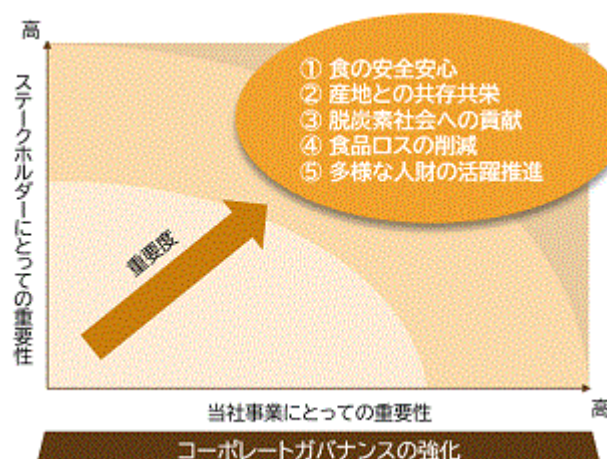 高
① 食の安全安心
② 産地との共存共栄
③ 脱炭素社会への貢献
④ 食品ロスの削減
⑤ 多様な人財の活躍推進
ステークホルダーにとっての重要性
重要度
当社事業にとっての重要性
高
コーポレートガバナンスの強化